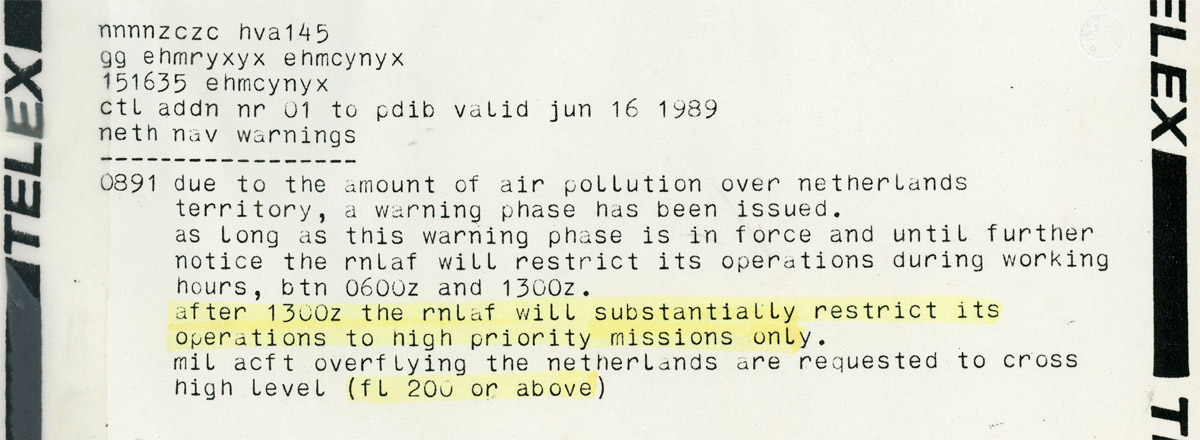 nnnnzczc hva145
gg ehmryxyx ehmcynyx
151635 ehmcynyx
ctl addn nr 01 to pdib valid jun 16 1989
neth nav warnings
-----------------
0891 due to the amount of air pollution over netherlands
territory, a warning phase has been issued.
as long as this warning phase is in force and until further
notice the rnlaf will restrict its operations during working
hours, btn 0600z and 1300z.
after 1300z the rnlaf will substantially restrict its
operations to high priority missions only.
mil acft overflying the netherlands are requested to cross
high level (fl 200 or above)
TELEX
ELEX
T